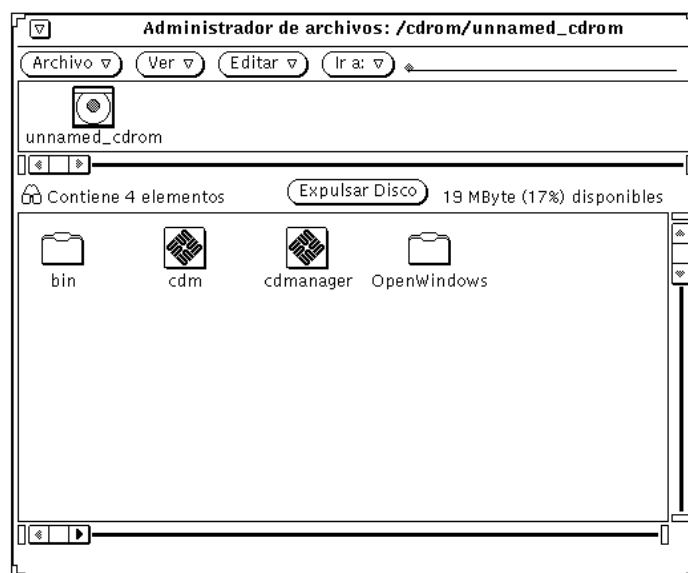 Administrador de archivos: /cdrom/unnamed_cdrom
Archivo Ver Editar Ir a:
unnamed_cdrom
Contiene 4 elementos Expulsar Disco 19 MByte (17%) disponibles
bin cdm cdmanager OpenWindows